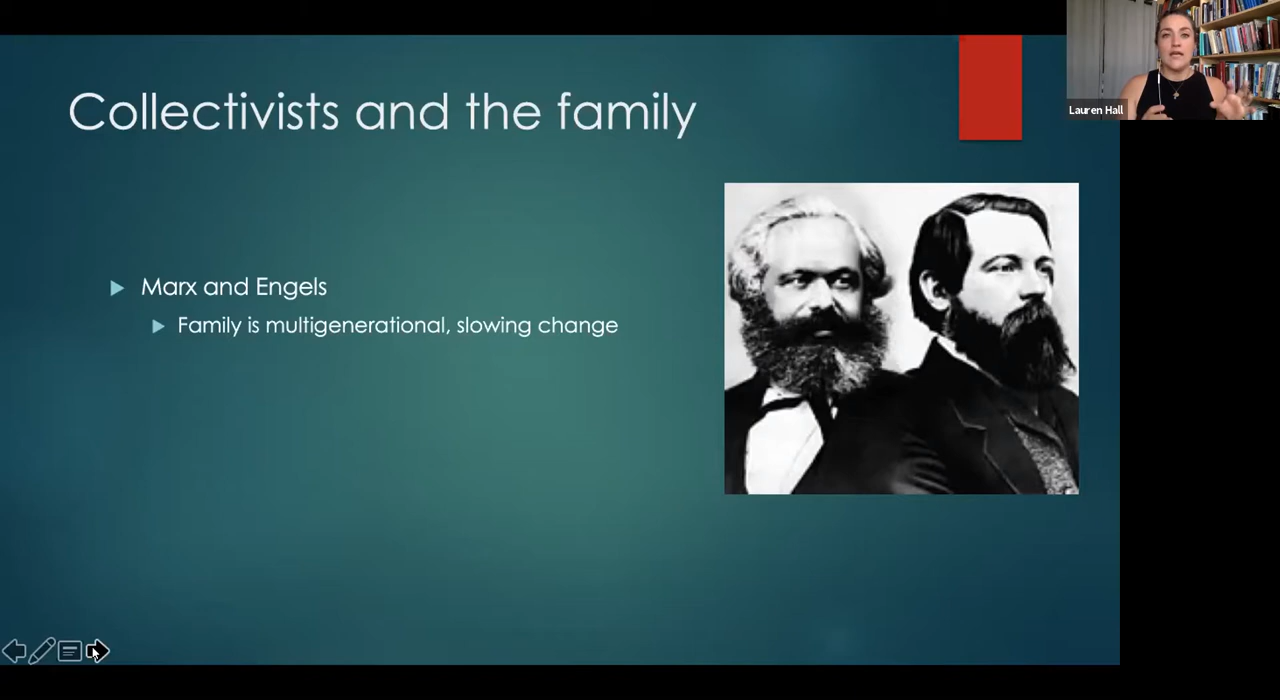 Collectivists and the family
Lauren Hall
Marx and Engels
Family is multigenerational, slowing change